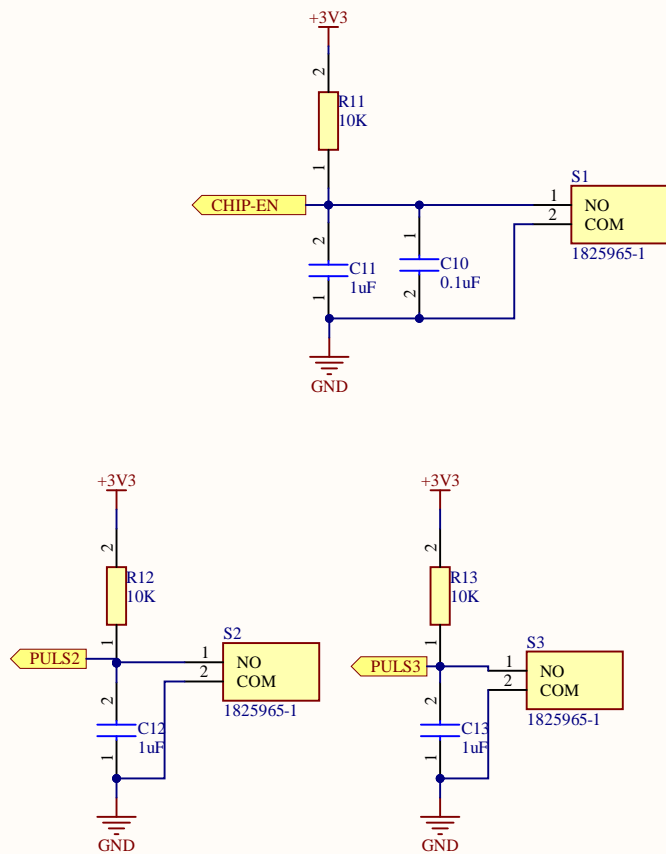 +3V3
2
R11
10K
1
CHIP-EN
S1
1 NO
2 COM
1825965-1
2
C11
1uF
1
1
C10
0.1uF
2
GND
+3V3
2
R12
10K
1
PULS2
S2
1 NO
2 COM
1825965-1
2
C12
1uF
1
GND
+3V3
2
R13
10K
1
PULS3
S3
1 NO
2 COM
1825965-1
2
C13
1uF
1
GND